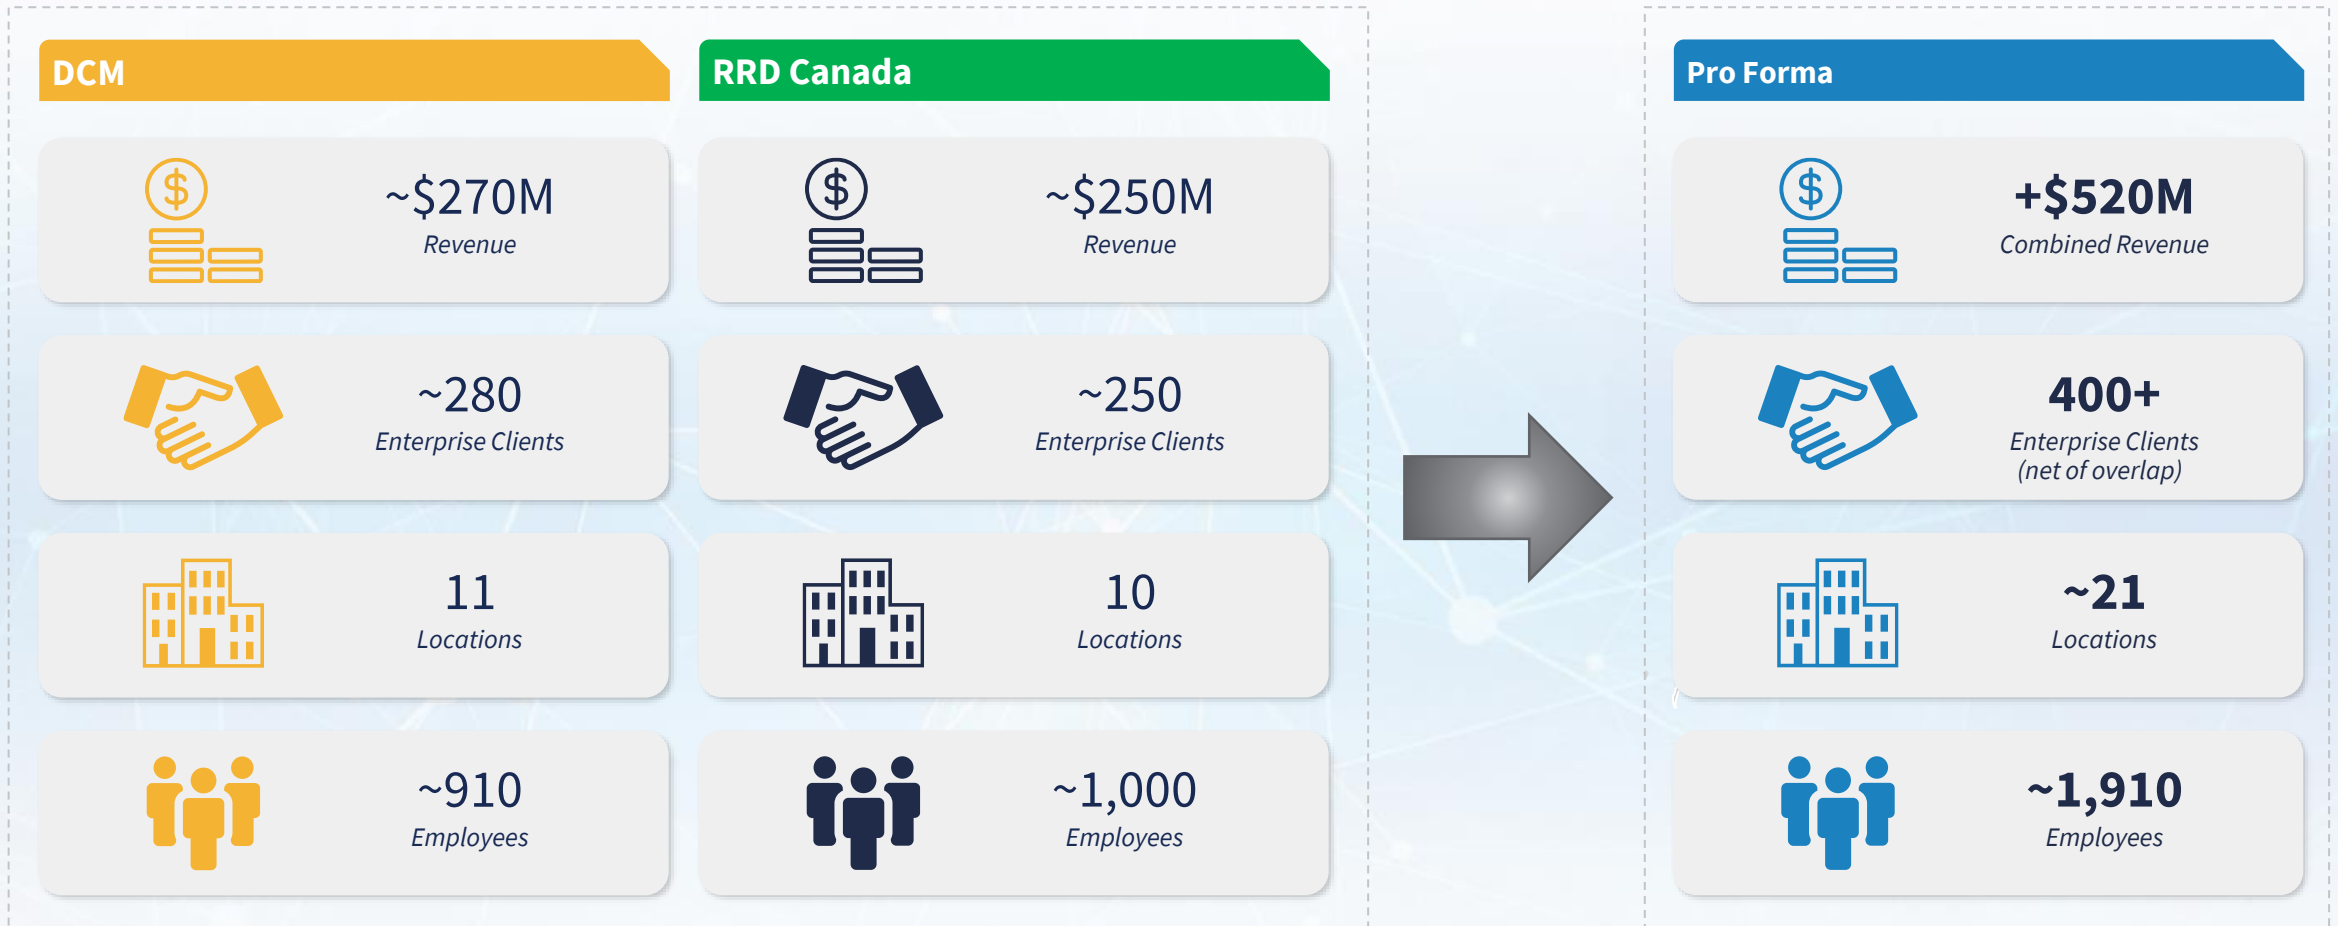 DCM
~$270M
Revenue
~280
Enterprise Clients
11
Locations
~910
Employees
RRD Canada
~$250M
Revenue
~250
Enterprise Clients
10
Locations
~1,000
Employees
Pro Forma
+$520M
Combined Revenue
400+
Enterprise Clients
(net of overlap)
~21
Locations
~1,910
Employees